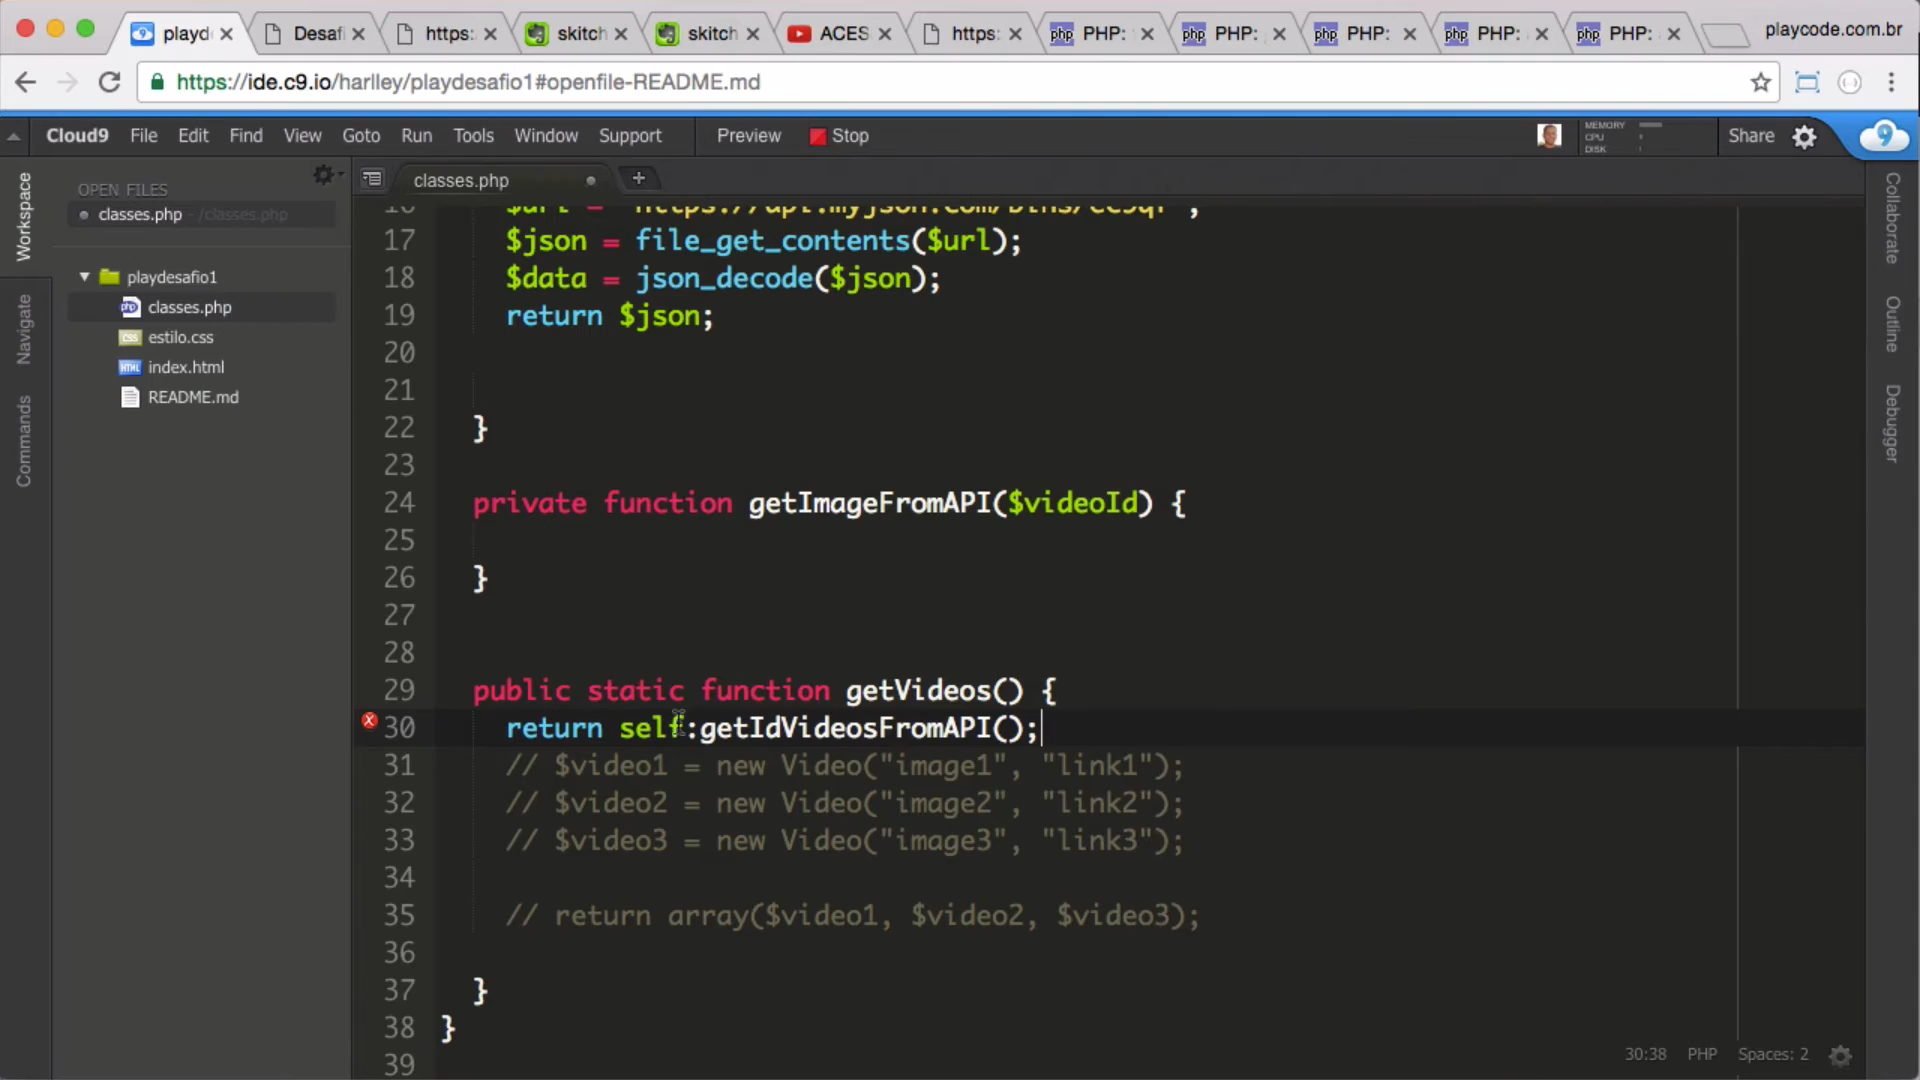 playd
Desaf
https:
skitch
skitch
ACES
https:
PHP:
PHP:
PHP:
PHP:
PHP:
playcode.com.br
https://ide.c9.io/harlley/playdesafio1#openfile-README.md
Cloud9 File Edit Find View Goto Run Tools Window Support Preview Stop
MEMORY
CPU
DISK
Share
Workspace
Navigate
Commands
OPEN FILES
classes.php - /classes.php
playdesafio1
classes.php
estilo.css
index.html
README.md
classes.php
17 $json = file_get_contents($url);
18 $data = json_decode($json);
19 return $json;
20
21
22 }
23
24 private function getImageFromAPI($videoId) {
25
26 }
27
28
29 public static function getVideos() {
30 return self:getIdVideosFromAPI();
31 // $video1 = new Video("image1", "link1");
32 // $video2 = new Video("image2", "link2");
33 // $video3 = new Video("image3", "link3");
34
35 // return array($video1, $video2, $video3);
36
37 }
38 }
39
30:38 PHP Spaces: 2
Collaborate
Outline
Debugger